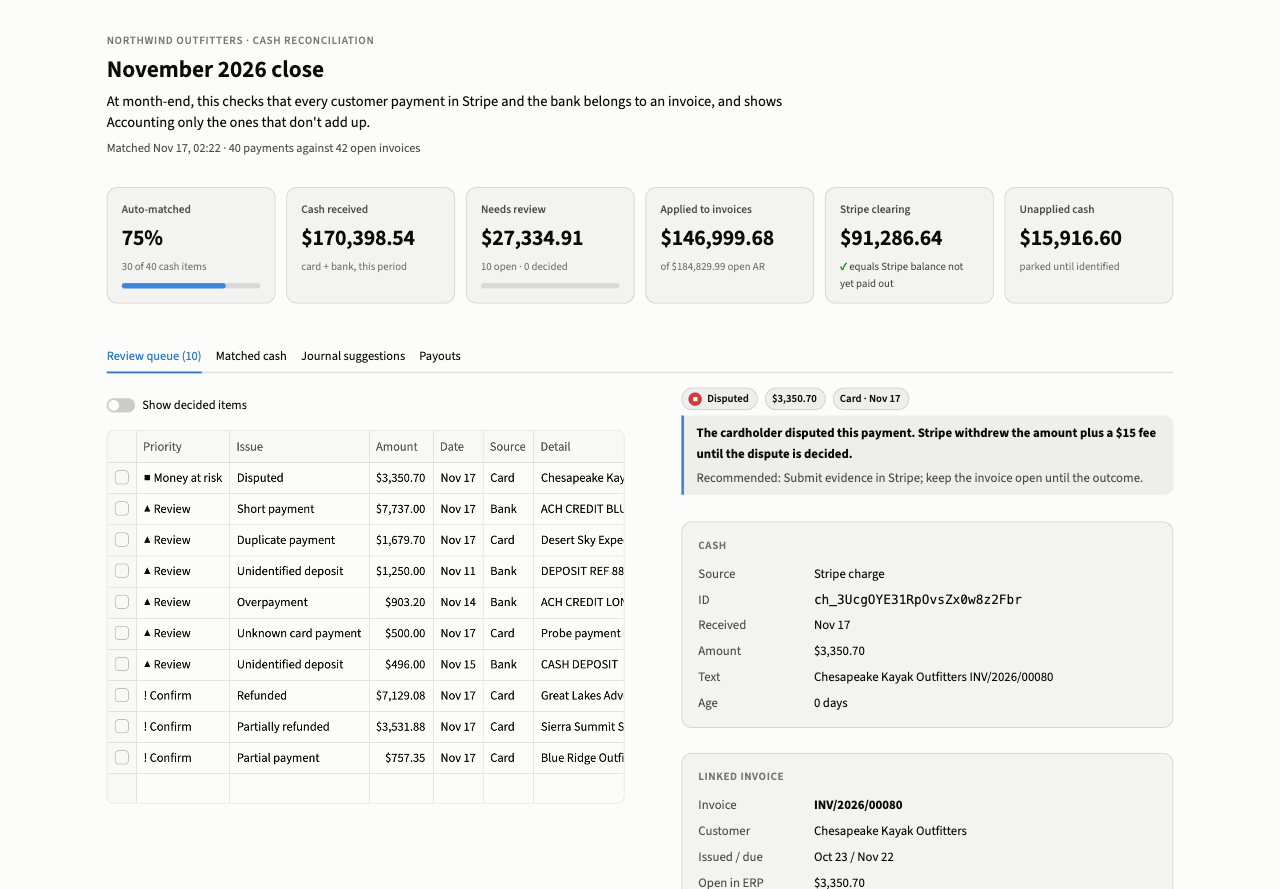 NORTHWIND OUTFITTERS · CASH RECONCILIATION
November 2026 close
At month-end, this checks that every customer payment in Stripe and the bank belongs to an invoice, and shows
Accounting only the ones that don't add up.
Matched Nov 17, 02:22 · 40 payments against 42 open invoices
Auto-matched
75%
30 of 40 cash items
Cash received
$170,398.54
card + bank, this period
Needs review
$27,334.91
10 open · 0 decided
Applied to invoices
$146,999.68
of $184,829.99 open AR
Stripe clearing
$91,286.64
✓ equals Stripe balance not
yet paid out
Unapplied cash
$15,916.60
parked until identified
Review queue (10) Matched cash Journal suggestions Payouts
Show decided items
Priority Issue Amount Date Source Detail
■ Money at risk Disputed $3,350.70 Nov 17 Card Chesapeake Kay
▲ Review Short payment $7,737.00 Nov 17 Bank ACH CREDIT BLU
▲ Review Duplicate payment $1,679.70 Nov 17 Card Desert Sky Expe
▲ Review Unidentified deposit $1,250.00 Nov 11 Bank DEPOSIT REF 88
▲ Review Overpayment $903.20 Nov 14 Bank ACH CREDIT LON
▲ Review Unknown card payment $500.00 Nov 17 Card Probe payment
▲ Review Unidentified deposit $496.00 Nov 15 Bank CASH DEPOSIT
! Confirm Refunded $7,129.08 Nov 17 Card Great Lakes Adv
! Confirm Partially refunded $3,531.88 Nov 17 Card Sierra Summit S
! Confirm Partial payment $757.35 Nov 17 Card Blue Ridge Outfi
Disputed $3,350.70 Card · Nov 17
The cardholder disputed this payment. Stripe withdrew the amount plus a $15 fee
until the dispute is decided.
Recommended: Submit evidence in Stripe; keep the invoice open until the outcome.
CASH
Source Stripe charge
ID ch_3UcgOYE31RpOvsZx0w8z2Fbr
Received Nov 17
Amount $3,350.70
Text Chesapeake Kayak Outfitters INV/2026/00080
Age 0 days
LINKED INVOICE
Invoice INV/2026/00080
Customer Chesapeake Kayak Outfitters
Issued / due Oct 23 / Nov 22
Open in ERP $3,350.70